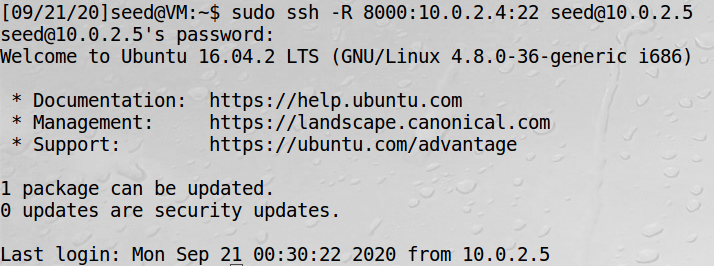 [09/21/20]seed@VM:~$ sudo ssh -R 8000:10.0.2.4:22 seed@10.0.2.5
seed@10.0.2.5's password:
Welcome to Ubuntu 16.04.2 LTS (GNU/Linux 4.8.0-36-generic i686)
* Documentation:  https://help.ubuntu.com
* Management:     https://landscape.canonical.com
* Support:        https://ubuntu.com/advantage
1 package can be updated.
0 updates are security updates.
Last login: Mon Sep 21 00:30:22 2020 from 10.0.2.5